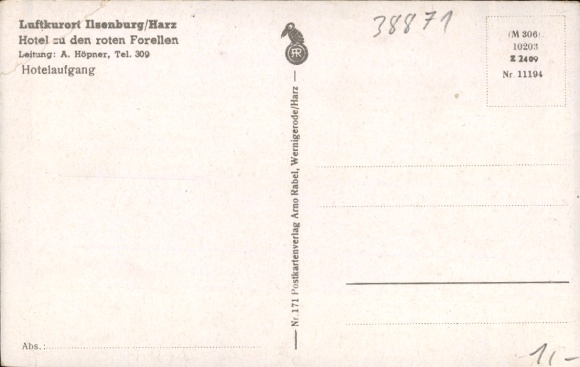 Luftkurort Ilsenburg/Harz
Hotel zu den roten Forellen
Leitung: A. Höpner, Tel. 309
Hotelaufgang
38871
(M 306)
10203
Z 2409
Nr. 11194
Nr. 171 Postkartenverlag Arno Rabel, Wernigerode/Harz
Abs.:
1,-